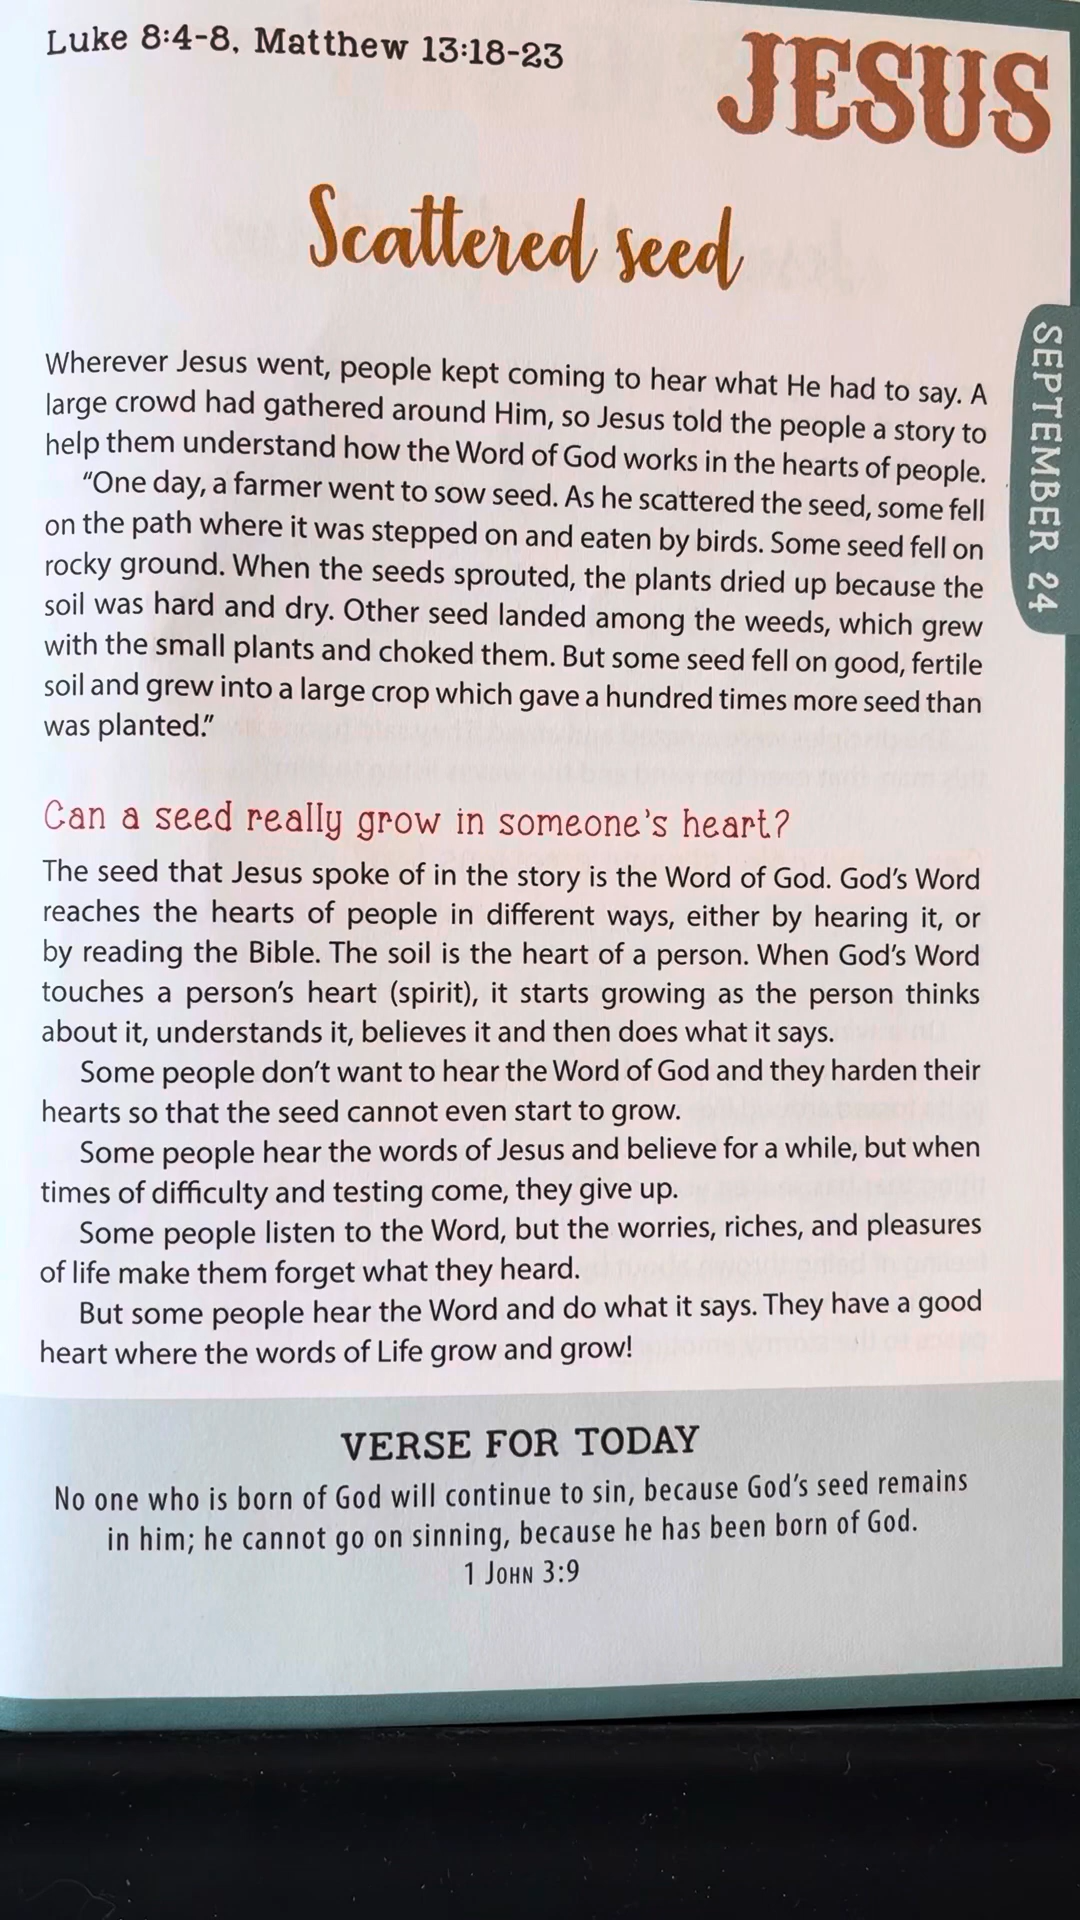 Luke 8:4-8, Matthew 13:18-23
JESUS
Scattered seed
SEPTEMBER 24
Wherever Jesus went, people kept coming to hear what He had to say. A
large crowd had gathered around Him, so Jesus told the people a story to
help them understand how the Word of God works in the hearts of people.
“One day, a farmer went to sow seed. As he scattered the seed, some fell
on the path where it was stepped on and eaten by birds. Some seed fell on
rocky ground. When the seeds sprouted, the plants dried up because the
soil was hard and dry. Other seed landed among the weeds, which grew
with the small plants and choked them. But some seed fell on good, fertile
soil and grew into a large crop which gave a hundred times more seed than
was planted.”
Can a seed really grow in someone’s heart?
The seed that Jesus spoke of in the story is the Word of God. God’s Word
reaches the hearts of people in different ways, either by hearing it, or
by reading the Bible. The soil is the heart of a person. When God’s Word
touches a person’s heart (spirit), it starts growing as the person thinks
about it, understands it, believes it and then does what it says.
Some people don’t want to hear the Word of God and they harden their
hearts so that the seed cannot even start to grow.
Some people hear the words of Jesus and believe for a while, but when
times of difficulty and testing come, they give up.
Some people listen to the Word, but the worries, riches, and pleasures
of life make them forget what they heard.
But some people hear the Word and do what it says. They have a good
heart where the words of Life grow and grow!
VERSE FOR TODAY
No one who is born of God will continue to sin, because God’s seed remains
in him; he cannot go on sinning, because he has been born of God.
1 JOHN 3:9